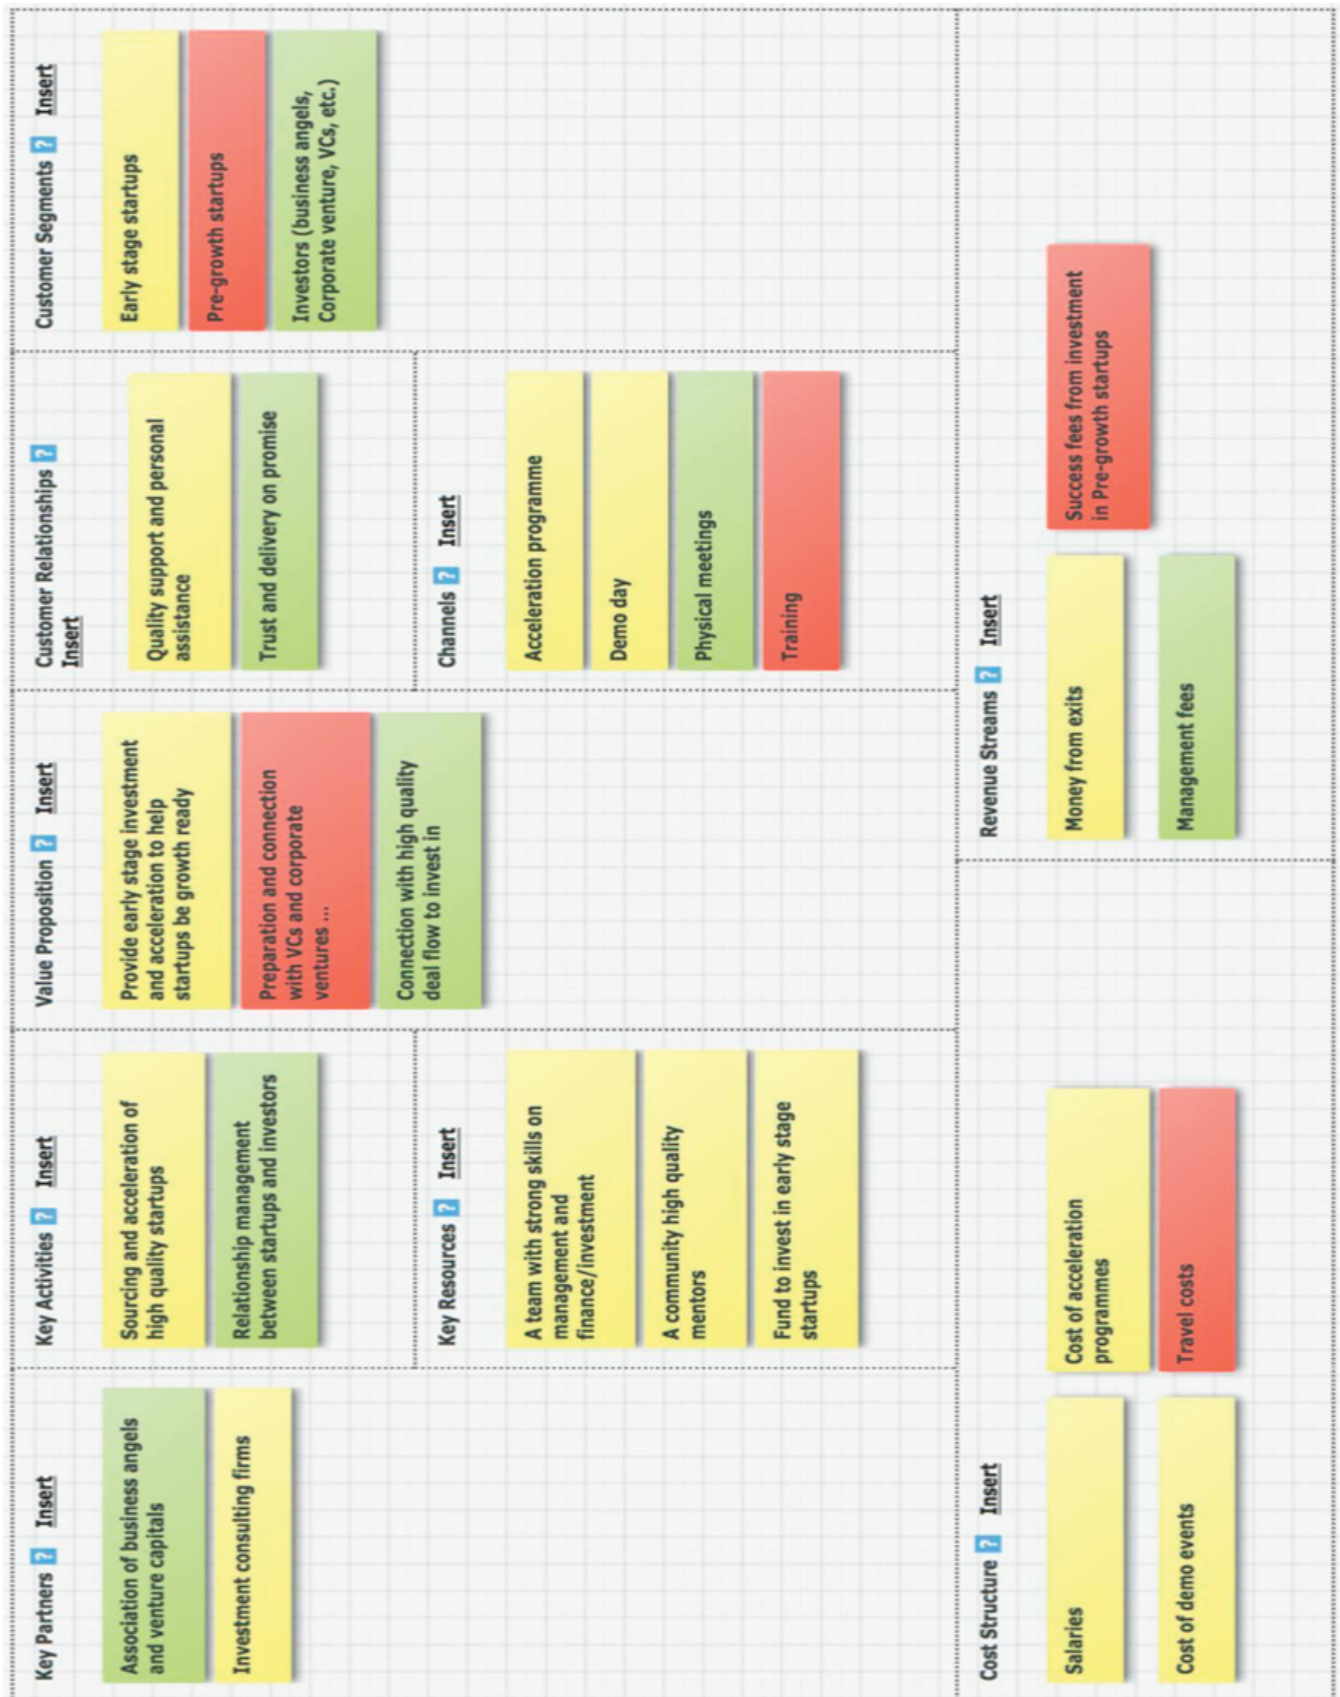 Key Partners ? Insert
Association of business angels
and venture capitals
Investment consulting firms
Key Activities ? Insert
Sourcing and acceleration of
high quality startups
Relationship management
between startups and investors
Key Resources ? Insert
A team with strong skills on
management and
finance/investment
A community high quality
mentors
Fund to invest in early stage
startups
Value Proposition ? Insert
Provide early stage investment
and acceleration to help
startups be growth ready
Preparation and connection
with VCs and corporate
ventures ...
Connection with high quality
deal flow to invest in
Customer Relationships ?
Insert
Quality support and personal
assistance
Trust and delivery on promise
Channels ? Insert
Acceleration programme
Demo day
Physical meetings
Training
Customer Segments ? Insert
Early stage startups
Pre-growth startups
Investors (business angels,
Corporate venture, VCs, etc.)
Cost Structure ? Insert
Salaries
Cost of acceleration
programmes
Cost of demo events
Travel costs
Revenue Streams ? Insert
Money from exits
Success fees from investment
in Pre-growth startups
Management fees